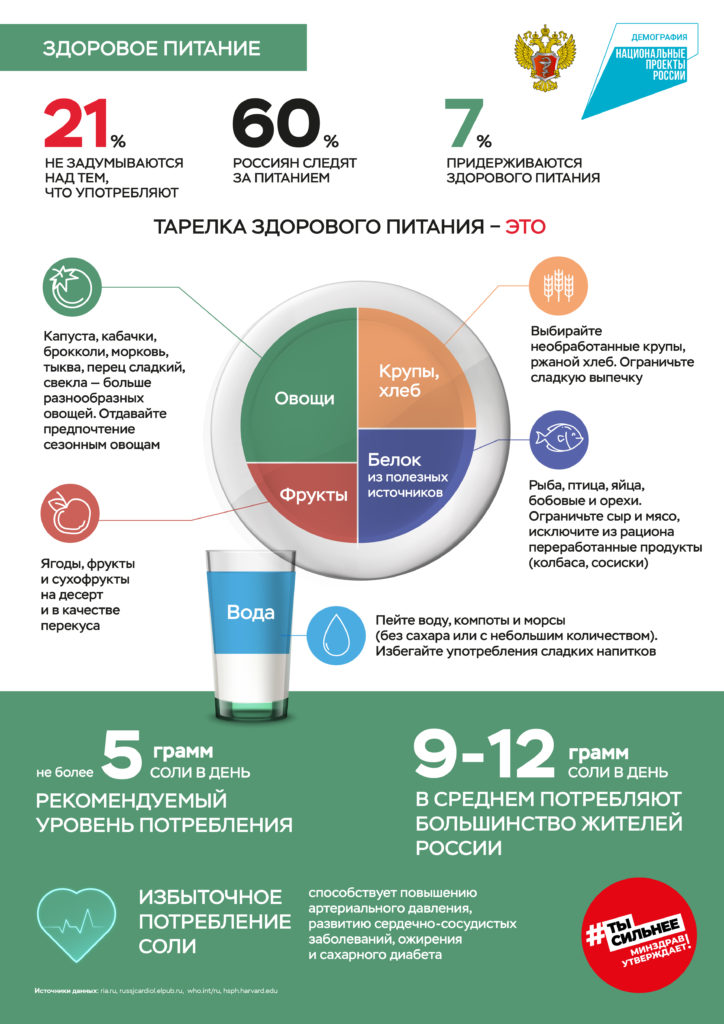 ЗДОРОВОЕ ПИТАНИЕ
ДЕМОГРАФИЯ
НАЦИОНАЛЬНЫЕ
ПРОЕКТЫ
РОССИИ
21%
НЕ ЗАДУМЫВАЮТСЯ
НАД ТЕМ,
ЧТО УПОТРЕБЛЯЮТ
60%
РОССИЯН СЛЕДЯТ
ЗА ПИТАНИЕМ
7%
ПРИДЕРЖИВАЮТСЯ
ЗДОРОВОГО ПИТАНИЯ
ТАРЕЛКА ЗДОРОВОГО ПИТАНИЯ – ЭТО
Капуста, кабачки,
брокколи, морковь,
тыква, перец сладкий,
свекла — больше
разнообразных
овощей. Отдавайте
предпочтение
сезонным овощам
Овощи
Крупы,
хлеб
Выбирайте
необработанные крупы,
ржаной хлеб. Ограничьте
сладкую выпечку
Фрукты
Белок
из полезных
источников
Рыба, птица, яйца,
бобовые и орехи.
Ограничьте сыр и мясо,
исключите из рациона
переработанные продукты
(колбаса, сосиски)
Ягоды, фрукты
и сухофрукты
на десерт
и в качестве
перекуса
Вода
Пейте воду, компоты и морсы
(без сахара или с небольшим количеством).
Избегайте употребления сладких напитков
не более 5 грамм
СОЛИ В ДЕНЬ
РЕКОМЕНДУЕМЫЙ
УРОВЕНЬ ПОТРЕБЛЕНИЯ
9-12 грамм
СОЛИ В ДЕНЬ
В СРЕДНЕМ ПОТРЕБЛЯЮТ
БОЛЬШИНСТВО ЖИТЕЛЕЙ
РОССИИ
ИЗБЫТОЧНОЕ
ПОТРЕБЛЕНИЕ
СОЛИ
способствует повышению
артериального давления,
развитию сердечно-сосудистых
заболеваний, ожирения
и сахарного диабета
#ТЫ
СИЛЬНЕЕ
МИНЗДРАВ
УТВЕРЖДАЕТ!
Источники данных: ria.ru, russjcardiol.elpub.ru, who.int/ru, hsph.harvard.edu